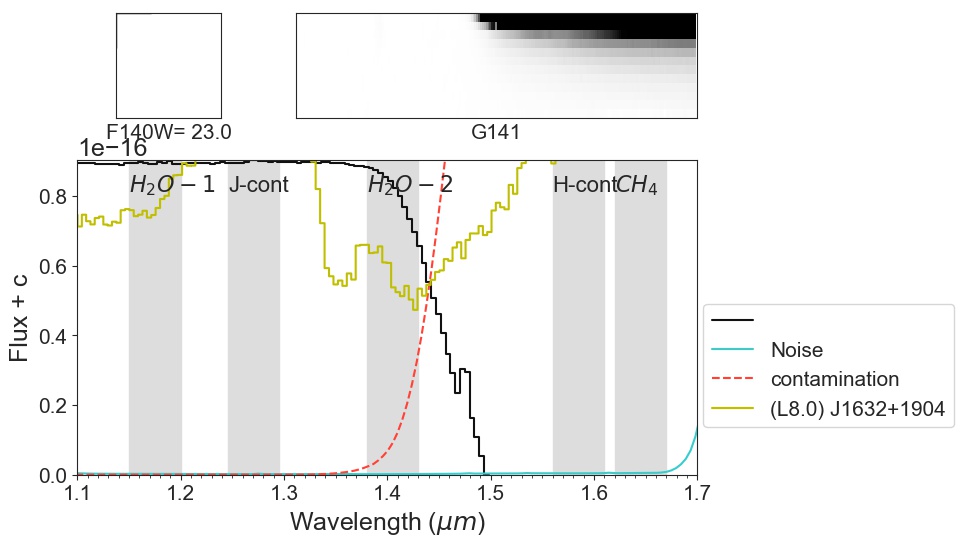 F140W= 23.0
G141
1e−16
H₂O − 1 J-cont H₂O − 2 H-cont CH₄
0.8
0.6
0.4
0.2
0.0
Flux + c
1.1 1.2 1.3 1.4 1.5 1.6 1.7
Wavelength (μm)
Noise
contamination
(L8.0) J1632+1904